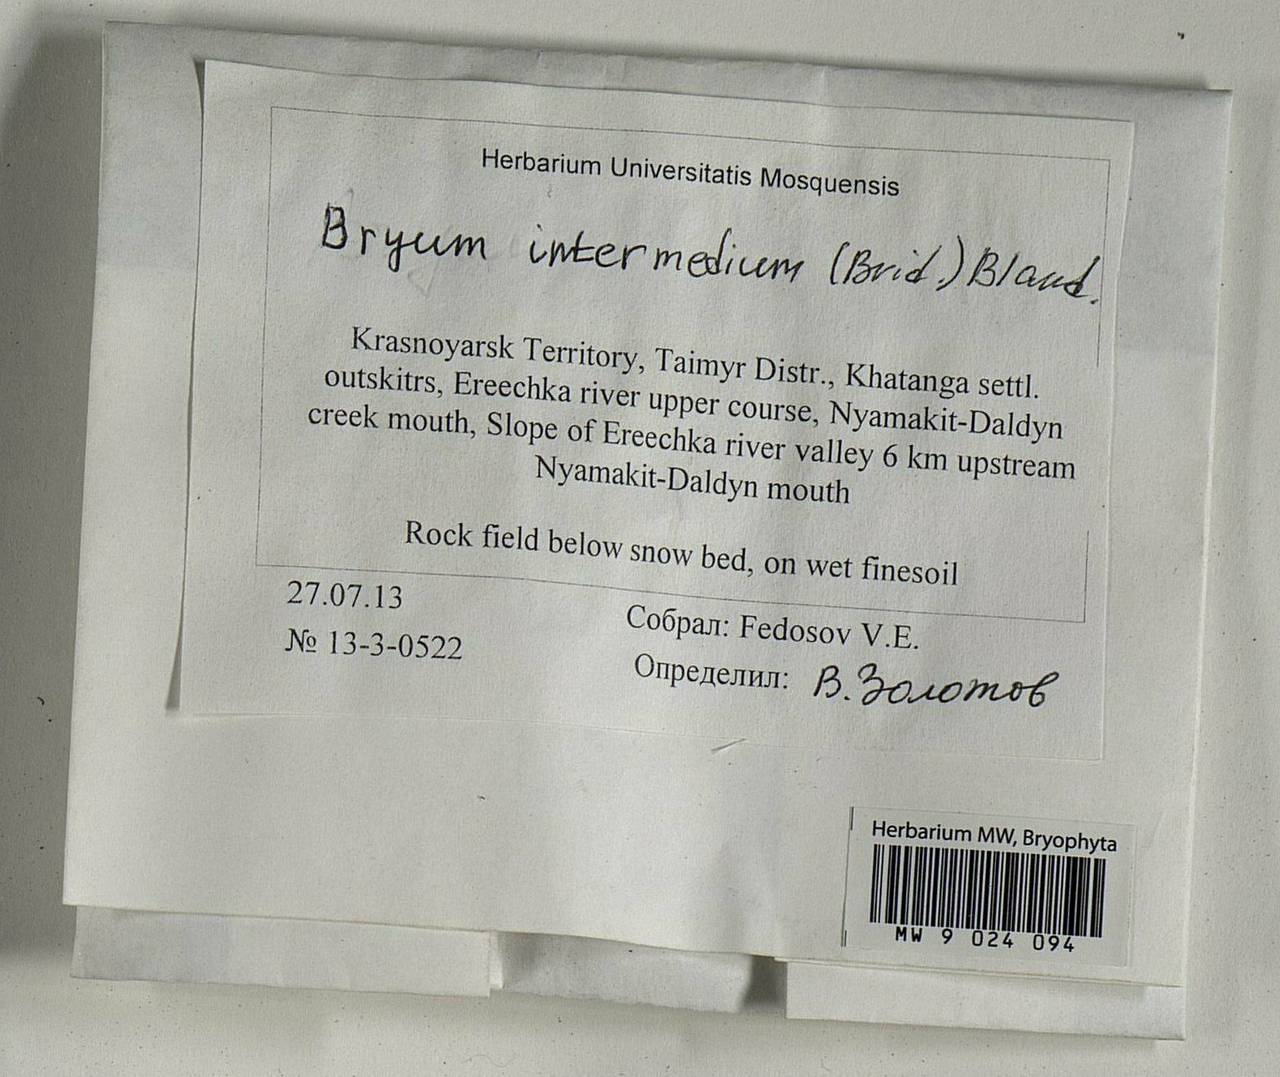 Herbarium Universitatis Mosquensis
Bryum intermedium (Brid.) Bland.
Krasnoyarsk Territory, Taimyr Distr., Khatanga settl.
outskitrs, Ereechka river upper course, Nyamakit-Daldyn
creek mouth, Slope of Ereechka river valley 6 km upstream
Nyamakit-Daldyn mouth
Rock field below snow bed, on wet finesoil
27.07.13
Собрал: Fedosov V.E.
№ 13-3-0522
Определил: В. Золотов
Herbarium MW, Bryophyta
MW 9 024 094